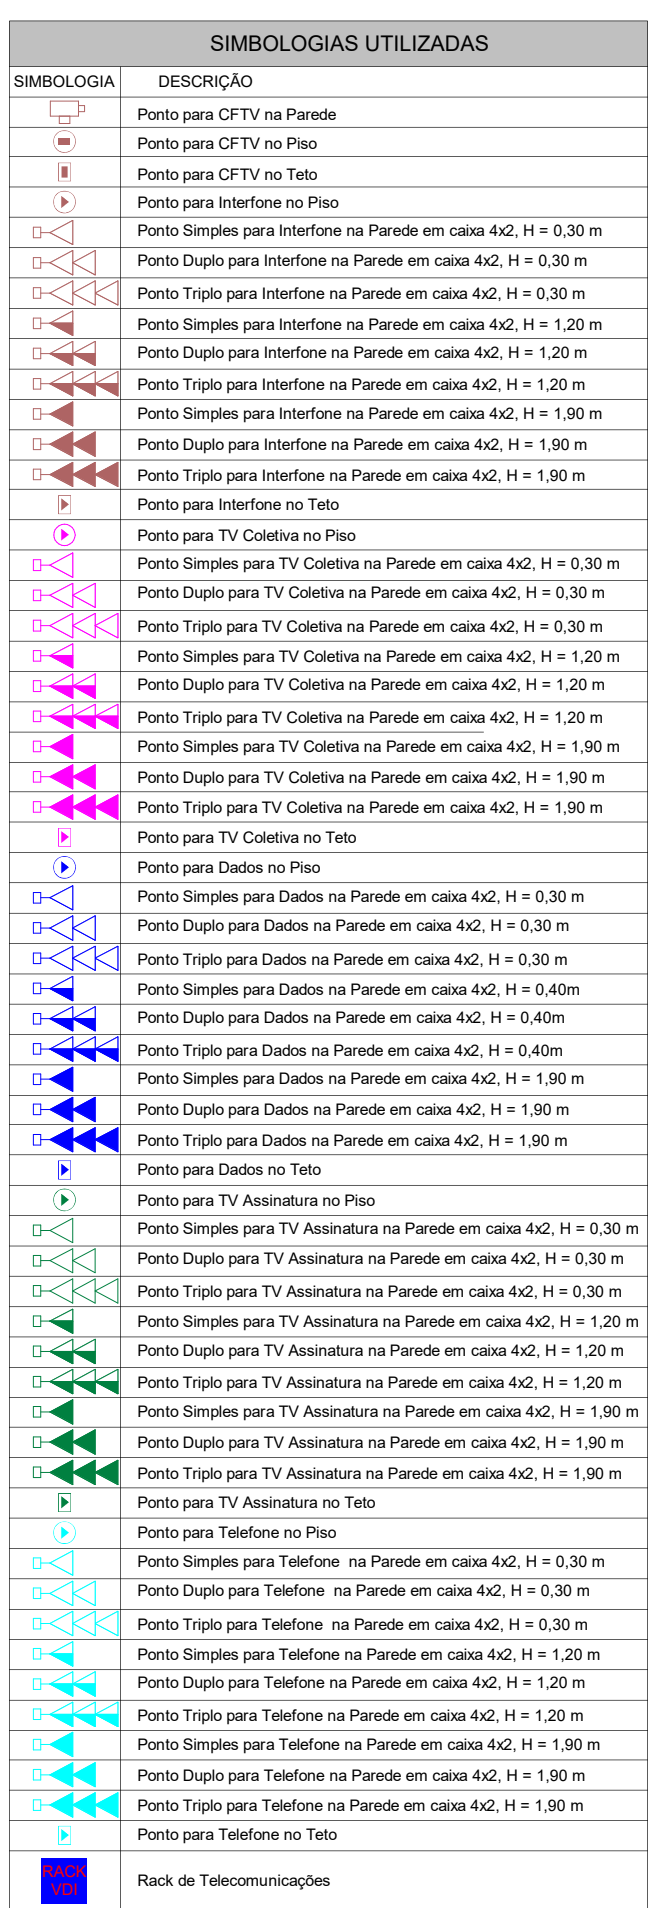 SIMBOLOGIAS UTILIZADAS
SIMBOLOGIA DESCRIÇÃO
Ponto para CFTV na Parede
Ponto para CFTV no Piso
Ponto para CFTV no Teto
Ponto para Interfone no Piso
Ponto Simples para Interfone na Parede em caixa 4x2, H = 0,30 m
Ponto Duplo para Interfone na Parede em caixa 4x2, H = 0,30 m
Ponto Triplo para Interfone na Parede em caixa 4x2, H = 0,30 m
Ponto Simples para Interfone na Parede em caixa 4x2, H = 1,20 m
Ponto Duplo para Interfone na Parede em caixa 4x2, H = 1,20 m
Ponto Triplo para Interfone na Parede em caixa 4x2, H = 1,20 m
Ponto Simples para Interfone na Parede em caixa 4x2, H = 1,90 m
Ponto Duplo para Interfone na Parede em caixa 4x2, H = 1,90 m
Ponto Triplo para Interfone na Parede em caixa 4x2, H = 1,90 m
Ponto para Interfone no Teto
Ponto para TV Coletiva no Piso
Ponto Simples para TV Coletiva na Parede em caixa 4x2, H = 0,30 m
Ponto Duplo para TV Coletiva na Parede em caixa 4x2, H = 0,30 m
Ponto Triplo para TV Coletiva na Parede em caixa 4x2, H = 0,30 m
Ponto Simples para TV Coletiva na Parede em caixa 4x2, H = 1,20 m
Ponto Duplo para TV Coletiva na Parede em caixa 4x2, H = 1,20 m
Ponto Triplo para TV Coletiva na Parede em caixa 4x2, H = 1,20 m
Ponto Simples para TV Coletiva na Parede em caixa 4x2, H = 1,90 m
Ponto Duplo para TV Coletiva na Parede em caixa 4x2, H = 1,90 m
Ponto Triplo para TV Coletiva na Parede em caixa 4x2, H = 1,90 m
Ponto para TV Coletiva no Teto
Ponto para Dados no Piso
Ponto Simples para Dados na Parede em caixa 4x2, H = 0,30 m
Ponto Duplo para Dados na Parede em caixa 4x2, H = 0,30 m
Ponto Triplo para Dados na Parede em caixa 4x2, H = 0,30 m
Ponto Simples para Dados na Parede em caixa 4x2, H = 0,40m
Ponto Duplo para Dados na Parede em caixa 4x2, H = 0,40m
Ponto Triplo para Dados na Parede em caixa 4x2, H = 0,40m
Ponto Simples para Dados na Parede em caixa 4x2, H = 1,90 m
Ponto Duplo para Dados na Parede em caixa 4x2, H = 1,90 m
Ponto Triplo para Dados na Parede em caixa 4x2, H = 1,90 m
Ponto para Dados no Teto
Ponto para TV Assinatura no Piso
Ponto Simples para TV Assinatura na Parede em caixa 4x2, H = 0,30 m
Ponto Duplo para TV Assinatura na Parede em caixa 4x2, H = 0,30 m
Ponto Triplo para TV Assinatura na Parede em caixa 4x2, H = 0,30 m
Ponto Simples para TV Assinatura na Parede em caixa 4x2, H = 1,20 m
Ponto Duplo para TV Assinatura na Parede em caixa 4x2, H = 1,20 m
Ponto Triplo para TV Assinatura na Parede em caixa 4x2, H = 1,20 m
Ponto Simples para TV Assinatura na Parede em caixa 4x2, H = 1,90 m
Ponto Duplo para TV Assinatura na Parede em caixa 4x2, H = 1,90 m
Ponto Triplo para TV Assinatura na Parede em caixa 4x2, H = 1,90 m
Ponto para TV Assinatura no Teto
Ponto para Telefone no Piso
Ponto Simples para Telefone na Parede em caixa 4x2, H = 0,30 m
Ponto Duplo para Telefone na Parede em caixa 4x2, H = 0,30 m
Ponto Triplo para Telefone na Parede em caixa 4x2, H = 0,30 m
Ponto Simples para Telefone na Parede em caixa 4x2, H = 1,20 m
Ponto Duplo para Telefone na Parede em caixa 4x2, H = 1,20 m
Ponto Triplo para Telefone na Parede em caixa 4x2, H = 1,20 m
Ponto Simples para Telefone na Parede em caixa 4x2, H = 1,90 m
Ponto Duplo para Telefone na Parede em caixa 4x2, H = 1,90 m
Ponto Triplo para Telefone na Parede em caixa 4x2, H = 1,90 m
Ponto para Telefone no Teto
RACK
VDI
Rack de Telecomunicações